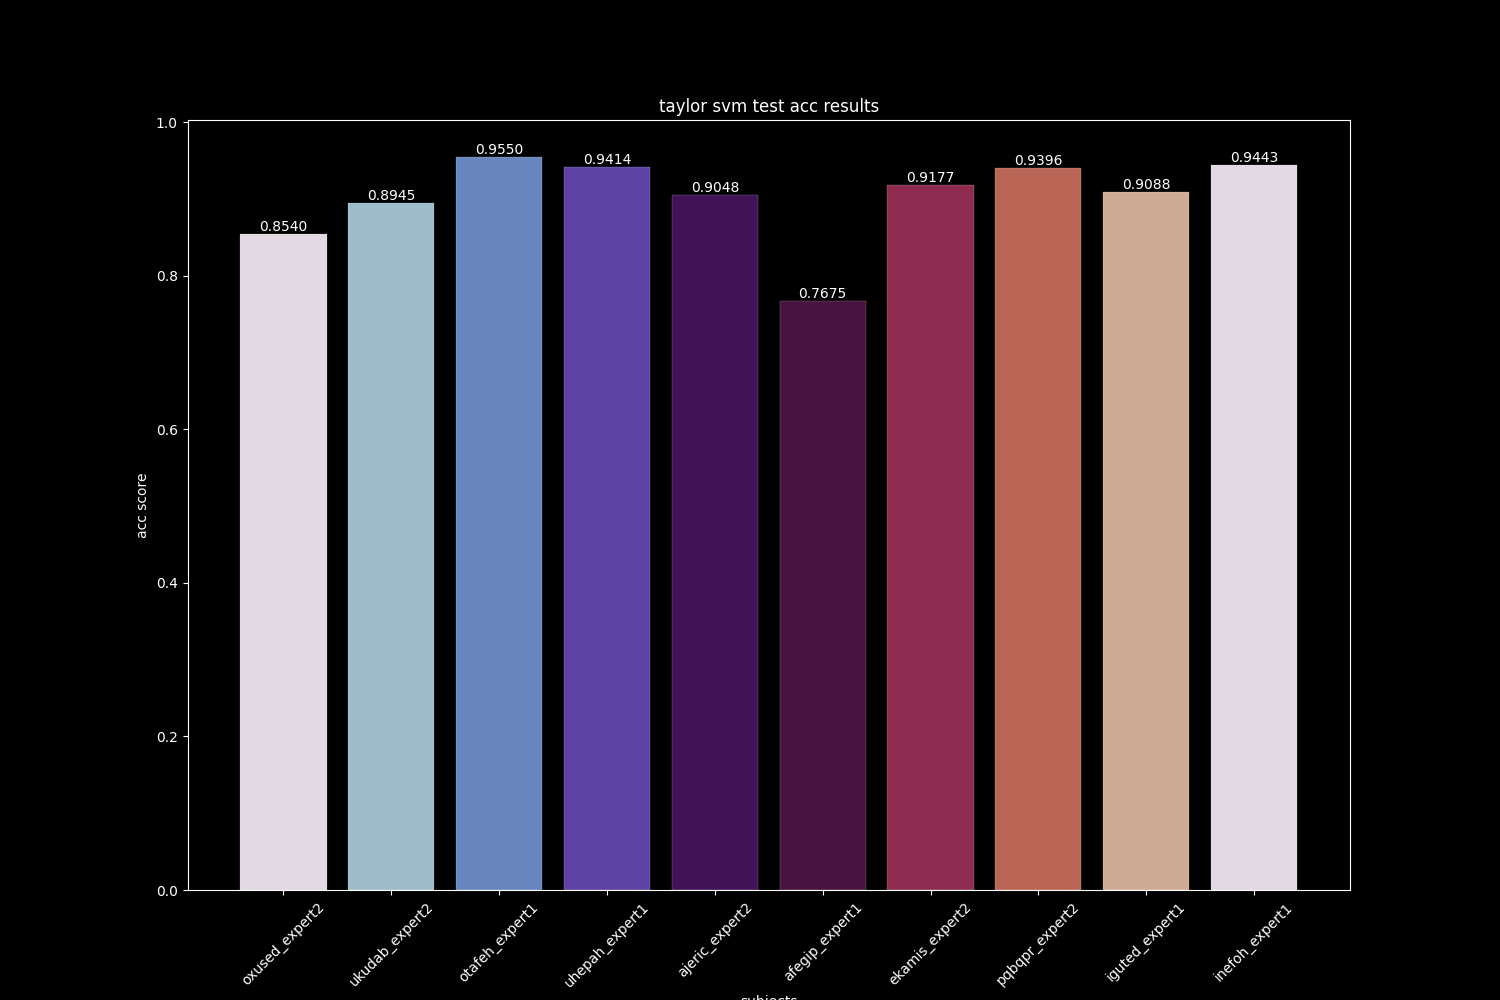 taylor svm test acc results
1.0
0.8
0.6
0.4
0.2
0.0
acc score
0.8540
0.8945
0.9550
0.9414
0.9048
0.7675
0.9177
0.9396
0.9088
0.9443
oxused_expert2
ukudab_expert2
otafeh_expert1
uhepah_expert1
ajeric_expert2
afegip_expert1
ekamis_expert2
pqbqpr_expert2
iguted_expert1
inefoh_expert1
subjects